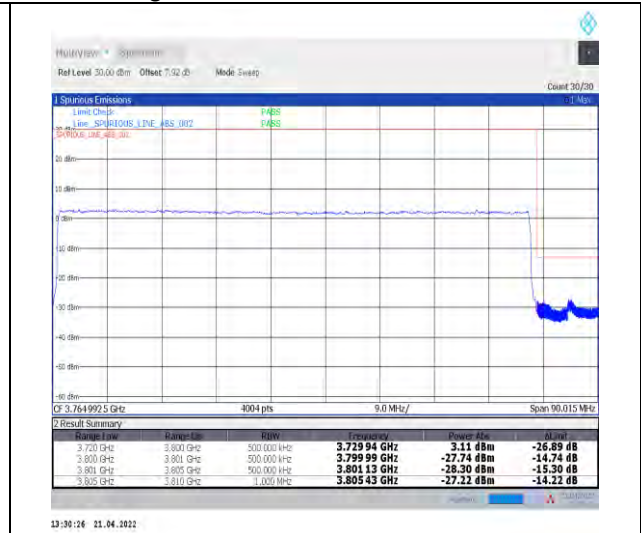 MultiView
Ref Level 30.00 dBm Offset 7.92 dB Mode Sweep
Count 30/30
1 Spurious Emissions
Limit Check PASS
Line _SPURIOUS_LINE_ABS_002 PASS
20 dBm
10 dBm
0 dBm
-10 dBm
-20 dBm
-30 dBm
-40 dBm
-50 dBm
-60 dBm
CF 3.7649925 GHz 4004 pts 9.0 MHz/ Span 90.015 MHz
2 Result Summary
Range Low Range Up RBW Frequency Power Abs ΔLimit
3.720 GHz 3.800 GHz 500.000 kHz 3.729 94 GHz 3.11 dBm -26.89 dB
3.800 GHz 3.801 GHz 500.000 kHz 3.799 99 GHz -27.74 dBm -14.74 dB
3.801 GHz 3.805 GHz 500.000 kHz 3.801 13 GHz -28.30 dBm -15.30 dB
3.805 GHz 3.810 GHz 1.000 MHz 3.805 43 GHz -27.22 dBm -14.22 dB
13:30:26 21.04.2022